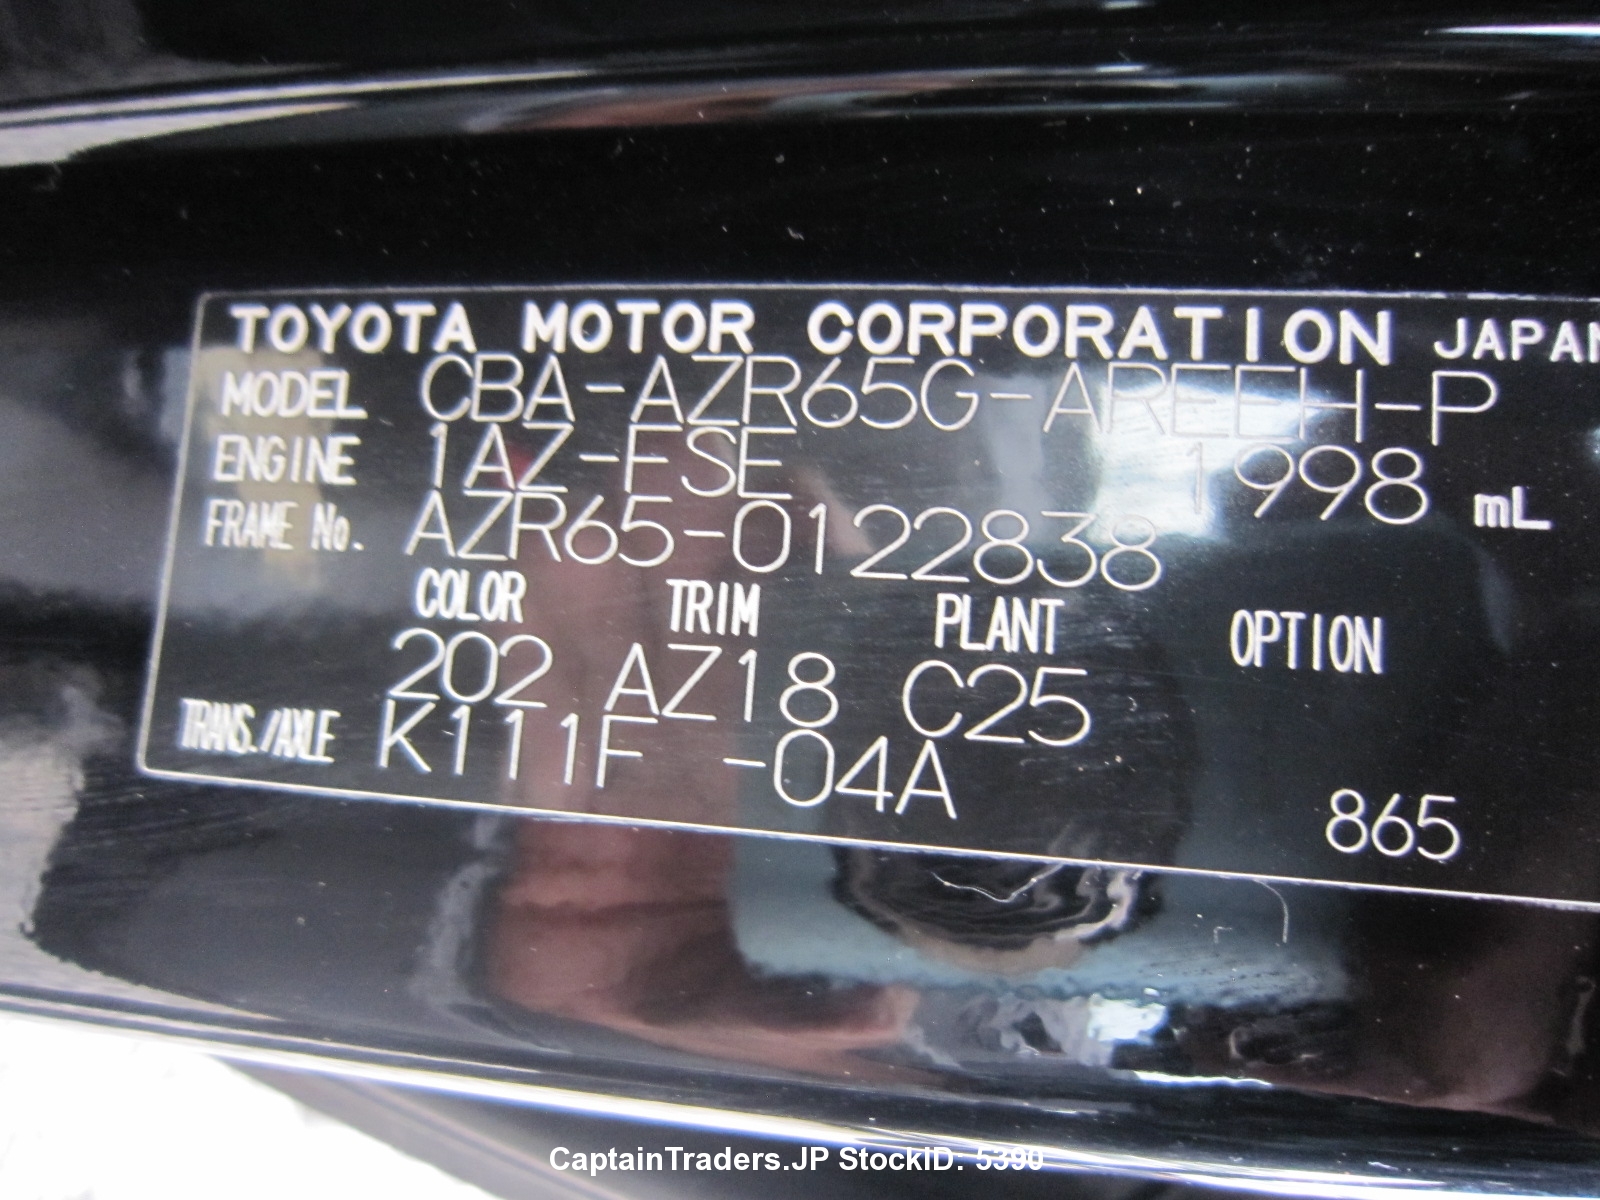 TOYOTA MOTOR CORPORATION JAPAN
MODEL CBA-AZR65G-AREEH-P
ENGINE 1AZ-FSE 1998 mL
FRAME No. AZR65-0122838
COLOR TRIM PLANT OPTION
202 AZ18 C25
TRANS./AXLE K111F -04A
865
CaptainTraders.JP StockID: 5390